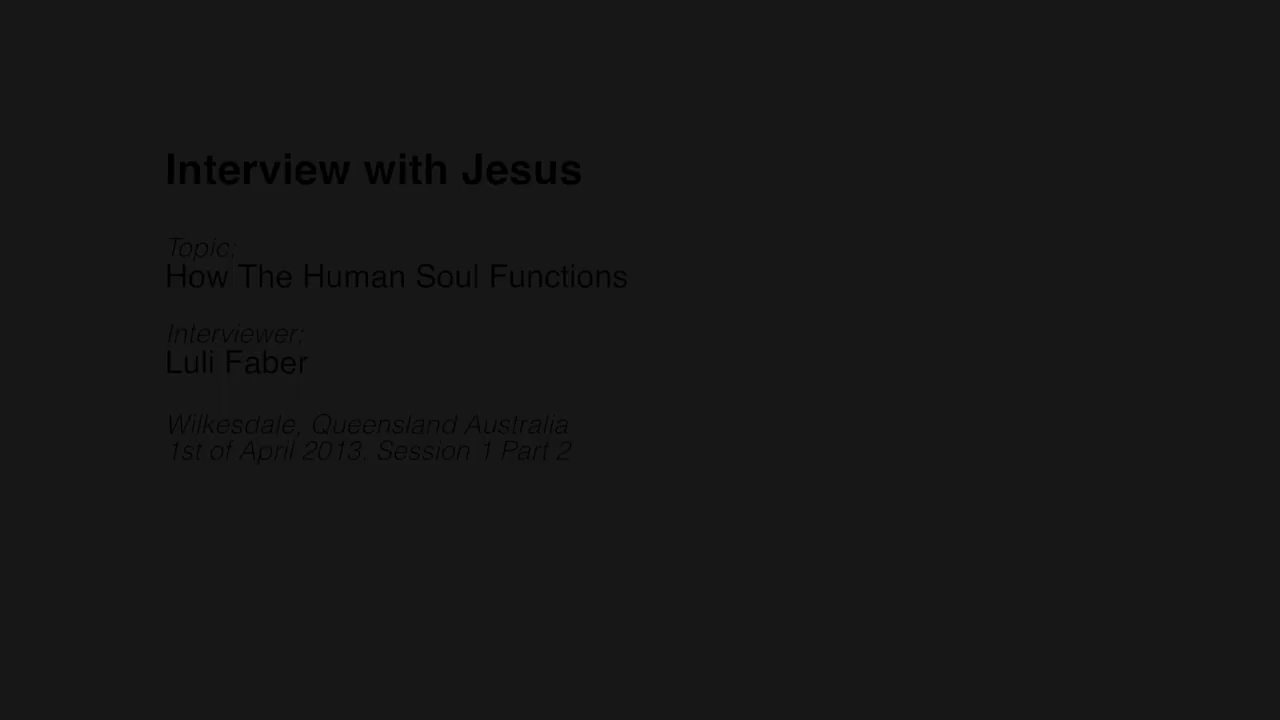 Interview with Jesus
Topic:
How The Human Soul Functions
Interviewer:
Luli Faber
Wilkesdale, Queensland Australia
1st of April 2013. Session 1 Part 2